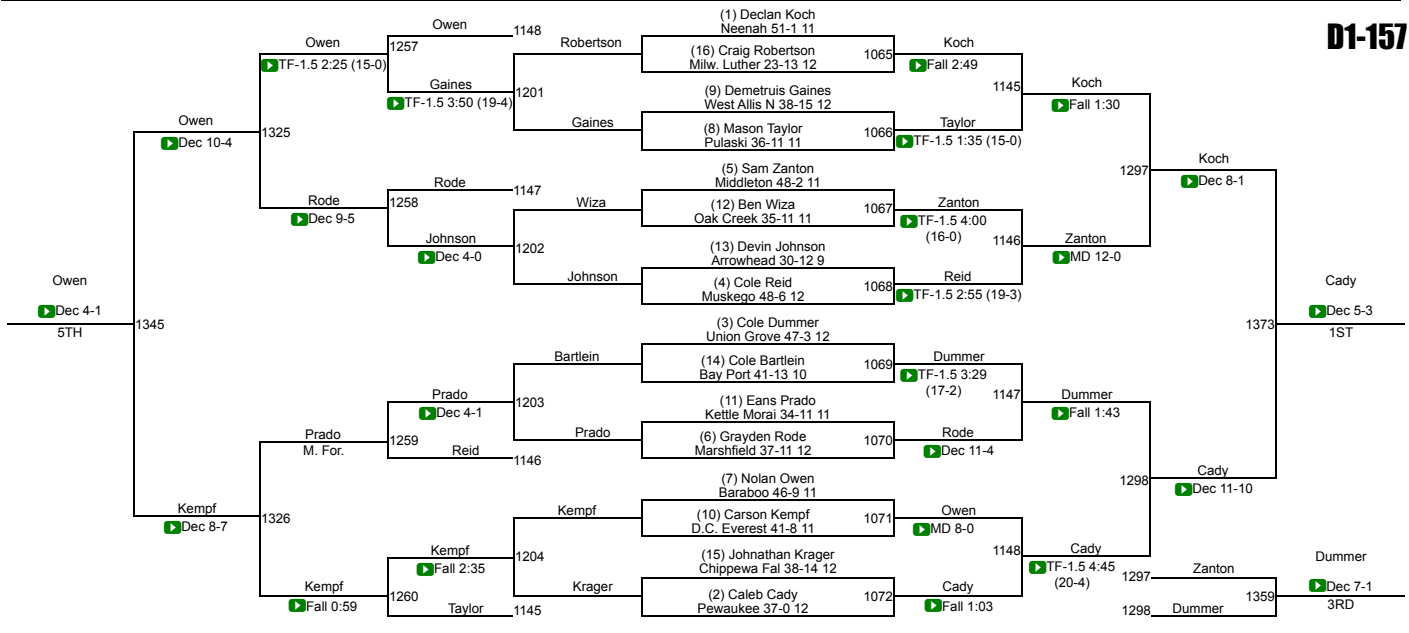 D1-157
(1) Declan Koch
Neenah 51-1 11
(16) Craig Robertson
Milw. Luther 23-13 12
1065
(9) Demetruis Gaines
West Allis N 38-15 12
(8) Mason Taylor
Pulaski 36-11 11
1066
(5) Sam Zanton
Middleton 48-2 11
(12) Ben Wiza
Oak Creek 35-11 11
1067
(13) Devin Johnson
Arrowhead 30-12 9
(4) Cole Reid
Muskego 48-6 12
1068
(3) Cole Dummer
Union Grove 47-3 12
(14) Cole Bartlein
Bay Port 41-13 10
1069
(11) Eans Prado
Kettle Morai 34-11 11
(6) Grayden Rode
Marshfield 37-11 12
1070
(7) Nolan Owen
Baraboo 46-9 11
(10) Carson Kempf
D.C. Everest 41-8 11
1071
(15) Johnathan Krager
Chippewa Fal 38-14 12
(2) Caleb Cady
Pewaukee 37-0 12
1072
Koch
Fall 2:49
1145
Taylor
TF-1.5 1:35 (15-0)
Zanton
TF-1.5 4:00
(16-0)
1146
Reid
TF-1.5 2:55 (19-3)
Dummer
TF-1.5 3:29
(17-2)
1147
Rode
Dec 11-4
Owen
MD 8-0
1148
Cady
Fall 1:03
Koch
Fall 1:30
1297
Zanton
MD 12-0
Dummer
Fall 1:43
1298
Cady
TF-1.5 4:45
(20-4)
Koch
Dec 8-1
1373
Cady
Dec 11-10
Cady
Dec 5-3
1ST
1297
Zanton
1359
1298
Dummer
Dummer
Dec 7-1
3RD
Robertson
1201
Gaines
Wiza
1202
Johnson
Bartlein
1203
Prado
Kempf
1204
Krager
Owen
1148
1257
Gaines
TF-1.5 3:50 (19-4)
Rode
1147
1258
Johnson
Dec 4-0
Prado
Dec 4-1
1259
Reid
1146
Kempf
Fall 2:35
1260
Taylor
1145
Owen
TF-1.5 2:25 (15-0)
1325
Rode
Dec 9-5
Prado
M. For.
1326
Kempf
Fall 0:59
Owen
Dec 10-4
1345
Kempf
Dec 8-7
Owen
Dec 4-1
5TH